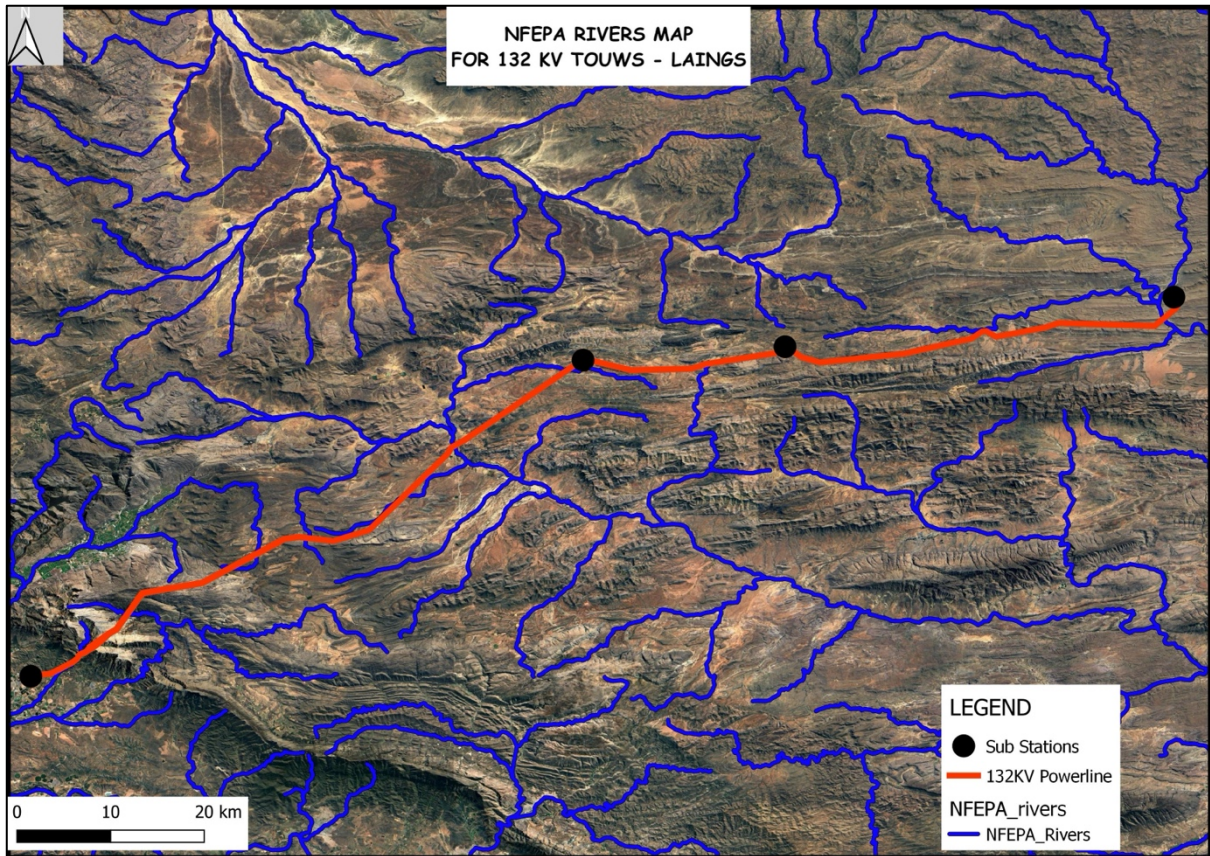 N
NFEPA RIVERS MAP
FOR 132 KV TOUWS - LAINGS
LEGEND
Sub Stations
132KV Powerline
NFEPA_rivers
NFEPA_Rivers
0 10 20 km